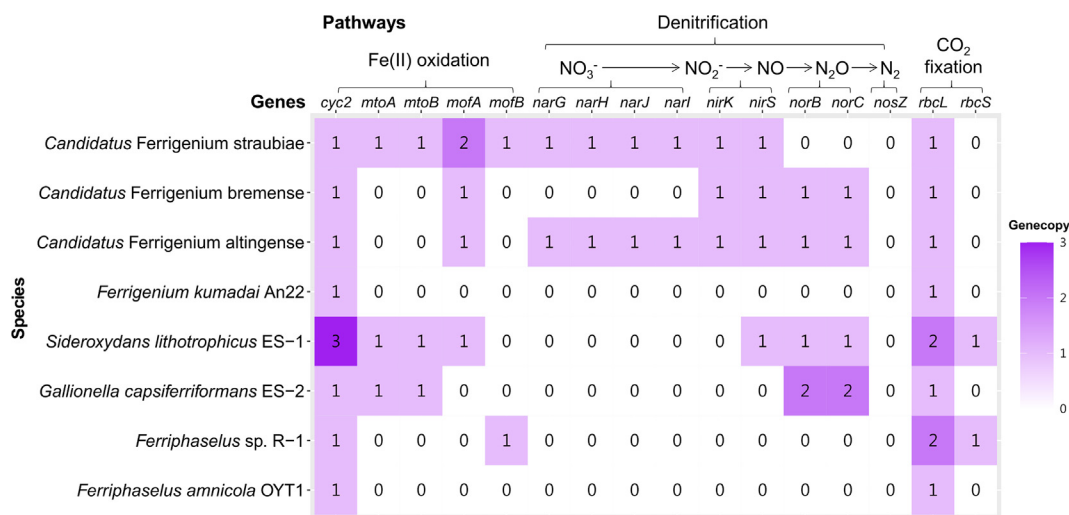 Pathways
Denitrification
Fe(II) oxidation
CO2 fixation
NO3- NO2- NO N2O N2
Genes cyc2 mtoA mtoB mofA mofB narG narH narJ narI nirK nirS norB norC nosZ rbcL rbcS
Candidatus Ferrigenium straubiae 1 1 1 2 1 1 1 1 1 1 1 0 0 0 1 0
Candidatus Ferrigenium bremense 1 0 0 1 0 0 0 0 0 1 1 1 1 0 1 0
Candidatus Ferrigenium altingense 1 0 0 1 0 1 1 1 1 1 1 1 1 0 1 0
Ferrigenium kumadai An22 1 0 0 0 0 0 0 0 0 0 0 0 0 0 1 0
Sideroxydans lithotrophicus ES-1 3 1 1 1 0 0 0 0 0 0 1 1 1 0 2 1
Gallionella capsiferriformans ES-2 1 1 1 0 0 0 0 0 0 0 0 2 2 0 1 0
Ferriphaselus sp. R-1 1 0 0 0 1 0 0 0 0 0 0 0 0 0 2 1
Ferriphaselus amnicola OYT1 1 0 0 0 0 0 0 0 0 0 0 0 0 0 1 0
Species
Genecopy
3
2
1
0